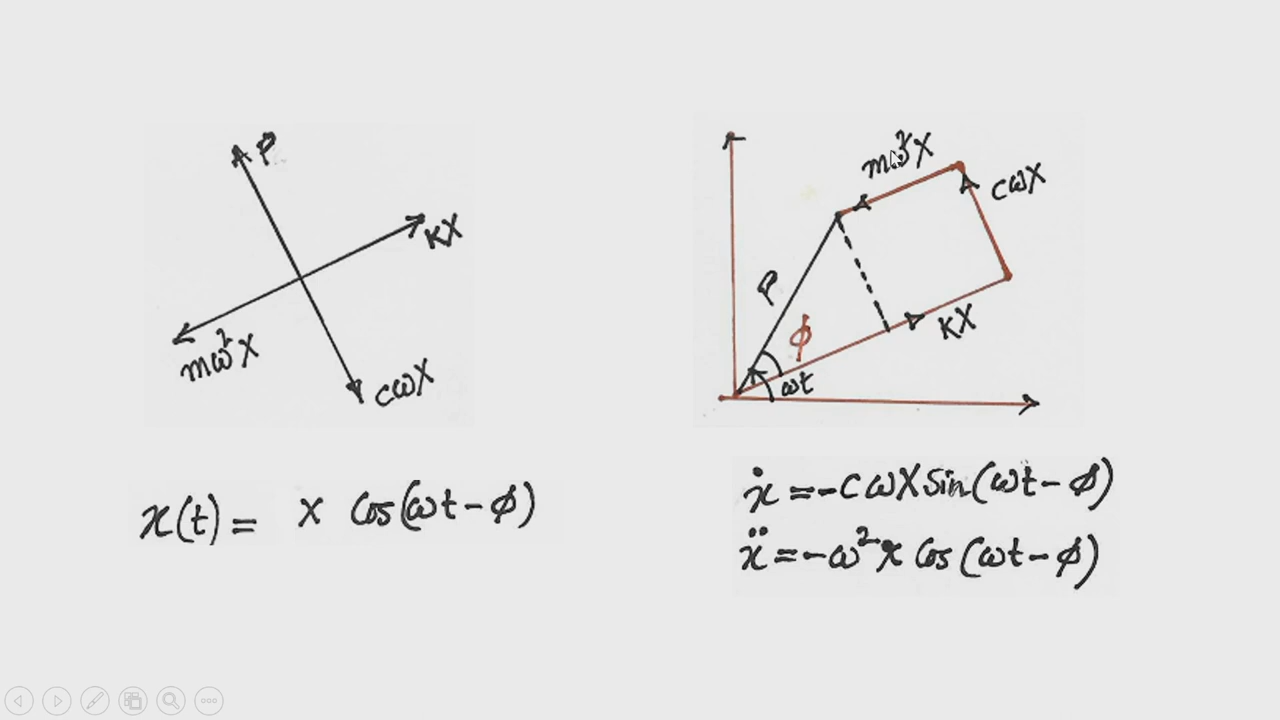 P
KX
mω²X
cωX
x(t) = X Cos(ωt-φ)
mω²X
cωX
P
φ
KX
ωt
ẋ = -CωX Sin(ωt-φ)
ẍ = -ω²x Cos(ωt-φ)